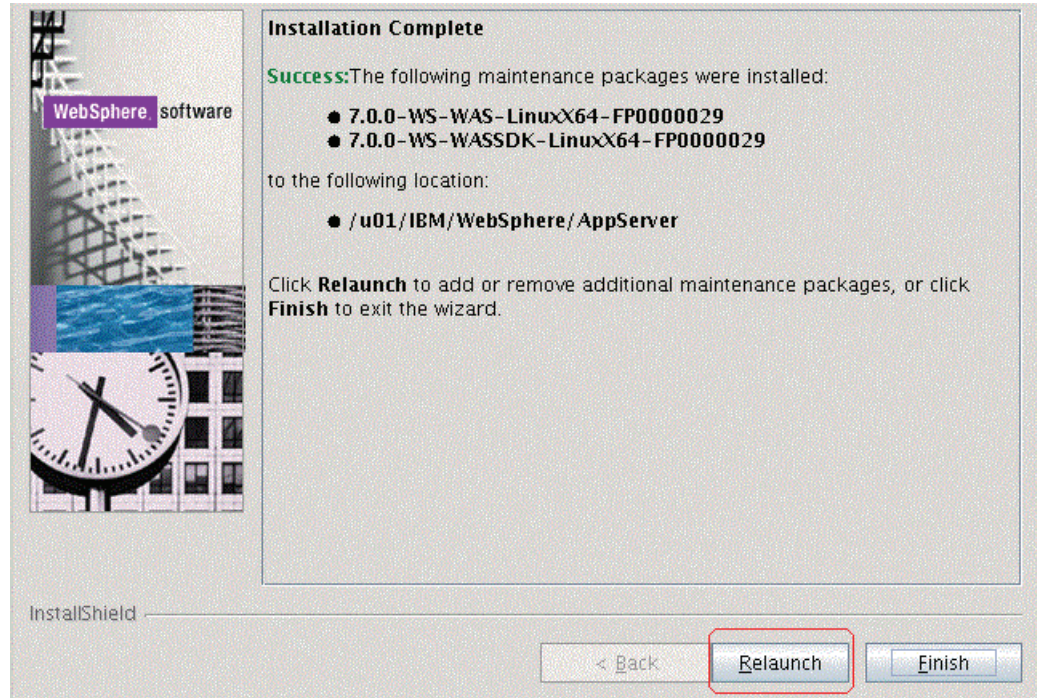 Installation Complete
Success:The following maintenance packages were installed:
WebSphere software
● 7.0.0-WS-WAS-LinuxX64-FP0000029
● 7.0.0-WS-WASSDK-LinuxX64-FP0000029
to the following location:
● /u01/IBM/WebSphere/AppServer
Click Relaunch to add or remove additional maintenance packages, or click
Finish to exit the wizard.
InstallShield
< Back
Relaunch
Finish